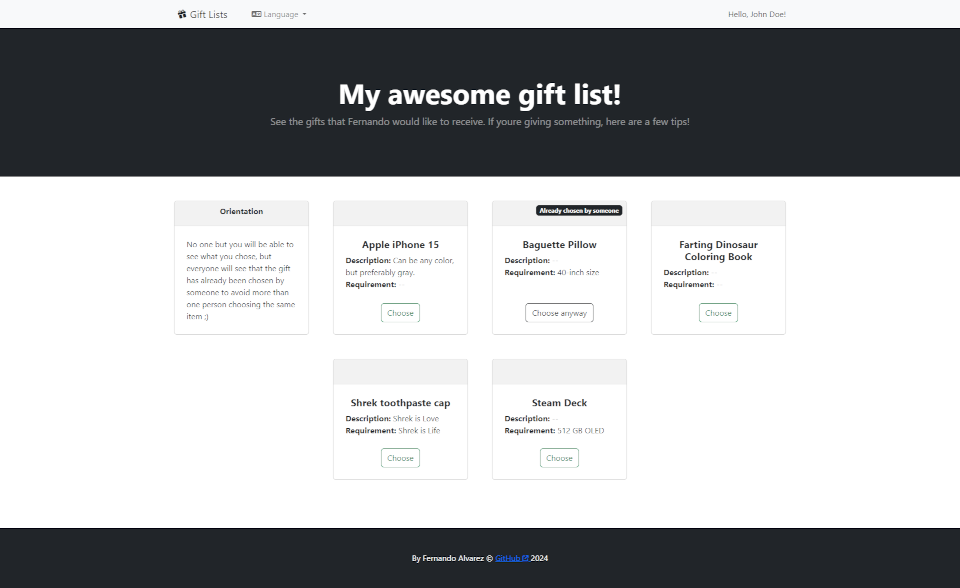 Gift Lists
Language
Hello, John Doe!
My awesome gift list!
See the gifts that Fernando would like to receive. If youre giving something, here are a few tips!
Orientation
No one but you will be able to
see what you chose, but
everyone will see that the gift
has already been chosen by
someone to avoid more than
one person choosing the same
item ;)
Apple iPhone 15
Description: Can be any color,
but preferably gray.
Requirement: —
Choose
Already chosen by someone
Baguette Pillow
Description: —
Requirement: 40-inch size
Choose anyway
Farting Dinosaur
Coloring Book
Description: —
Requirement: —
Choose
Shrek toothpaste cap
Description: Shrek is Love
Requirement: Shrek is Life
Choose
Steam Deck
Description: —
Requirement: 512 GB OLED
Choose
By Fernando Alvarez © GitHub 2024